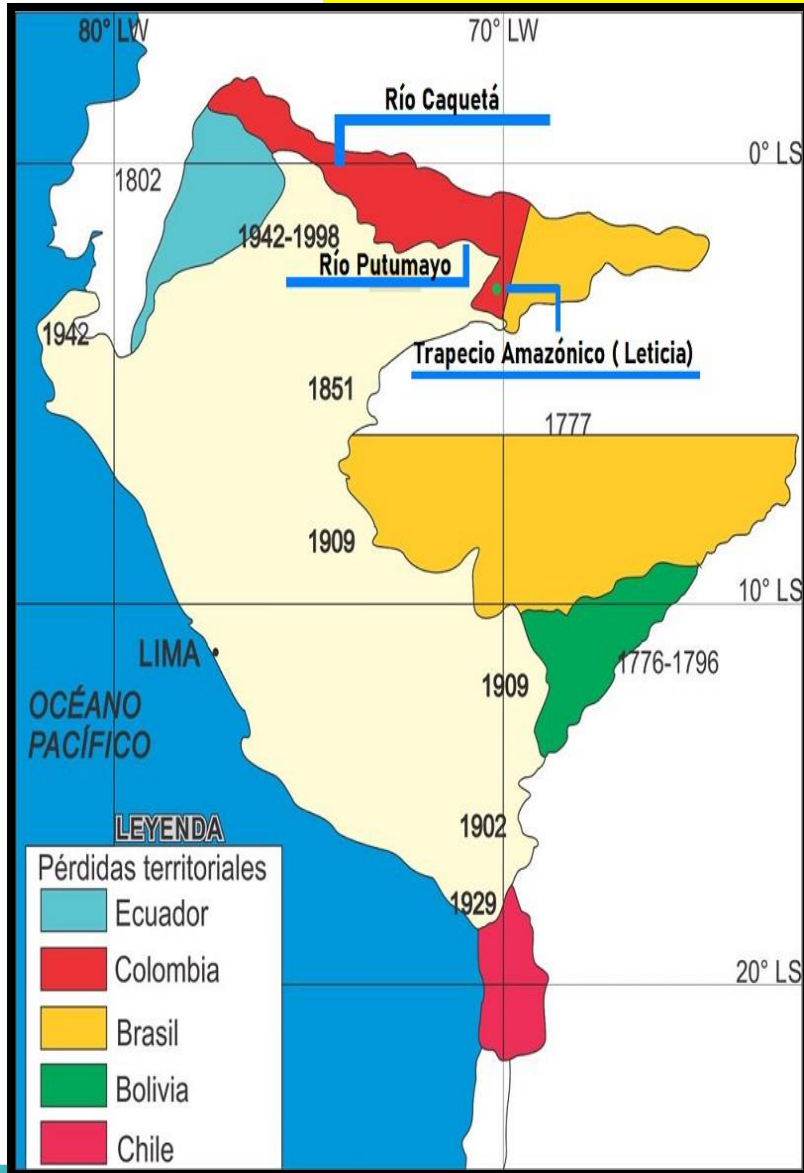 80° LW
70° LW
Río Caquetá
0° LS
1802
1942-1998
Río Putumayo
1942
Trapecio Amazónico ( Leticia)
1851
1777
1909
10° LS
LIMA
1776-1796
1909
OCÉANO
PACÍFICO
1902
LEYENDA
Pérdidas territoriales
1929
Ecuador
Colombia
20° LS
Brasil
Bolivia
Chile